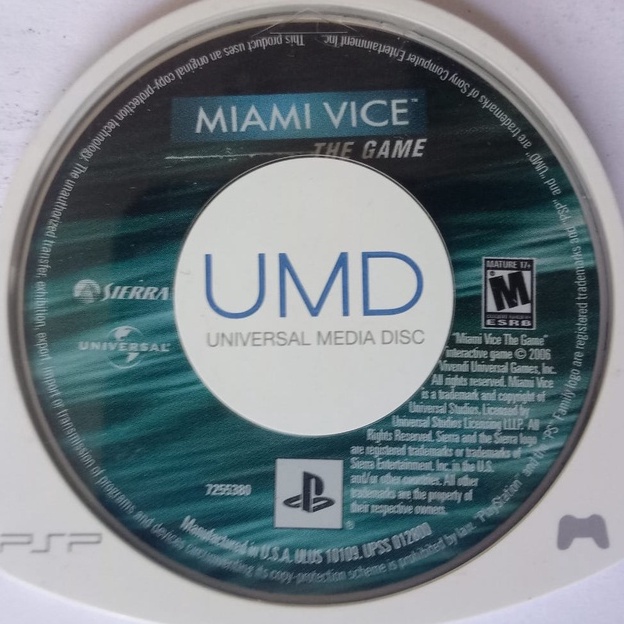 MIAMI VICE™
THE GAME
UMD
UNIVERSAL MEDIA DISC
SIERRA
UNIVERSAL
MATURE 17+
M
ESRB
"Miami Vice The Game"
interactive game © 2006
Vivendi Universal Games, Inc.
All rights reserved. Miami Vice
is a trademark and copyright of
Universal Studios. Licensed by
Universal Studios Licensing LLLP. All
Rights Reserved. Sierra and the Sierra logo
are registered trademarks or trademarks of
Sierra Entertainment, Inc. in the U.S.
and/or other countries. All other
trademarks are the property of
their respective owners.
7255380
®
Manufactured in U.S.A. ULUS 10109. UPSS 012800
"PlayStation" and the "PS" Family logo are registered trademarks and "PSP" and "UMD" are trademarks of Sony Computer Entertainment Inc. This product uses an original copy-protection technology. The unauthorized transfer, exhibition, export, import or transmission of programs and devices circumventing its copy-protection scheme is prohibited by law.
PSP